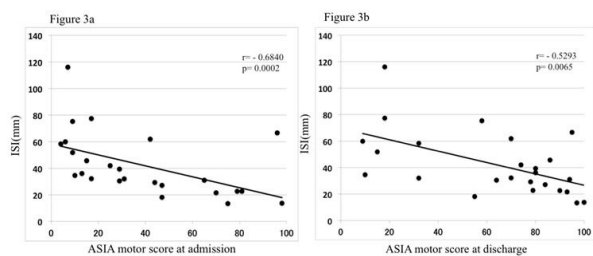 Figure 3a
140
120
100
80
60
40
20
0
ISI(mm)
r= - 0.6840
p= 0.0002
0 20 40 60 80 100
ASIA motor score at admission
Figure 3b
140
120
100
80
60
40
20
0
ISI(mm)
r= - 0.5293
p= 0.0065
0 20 40 60 80 100
ASIA motor score at discharge